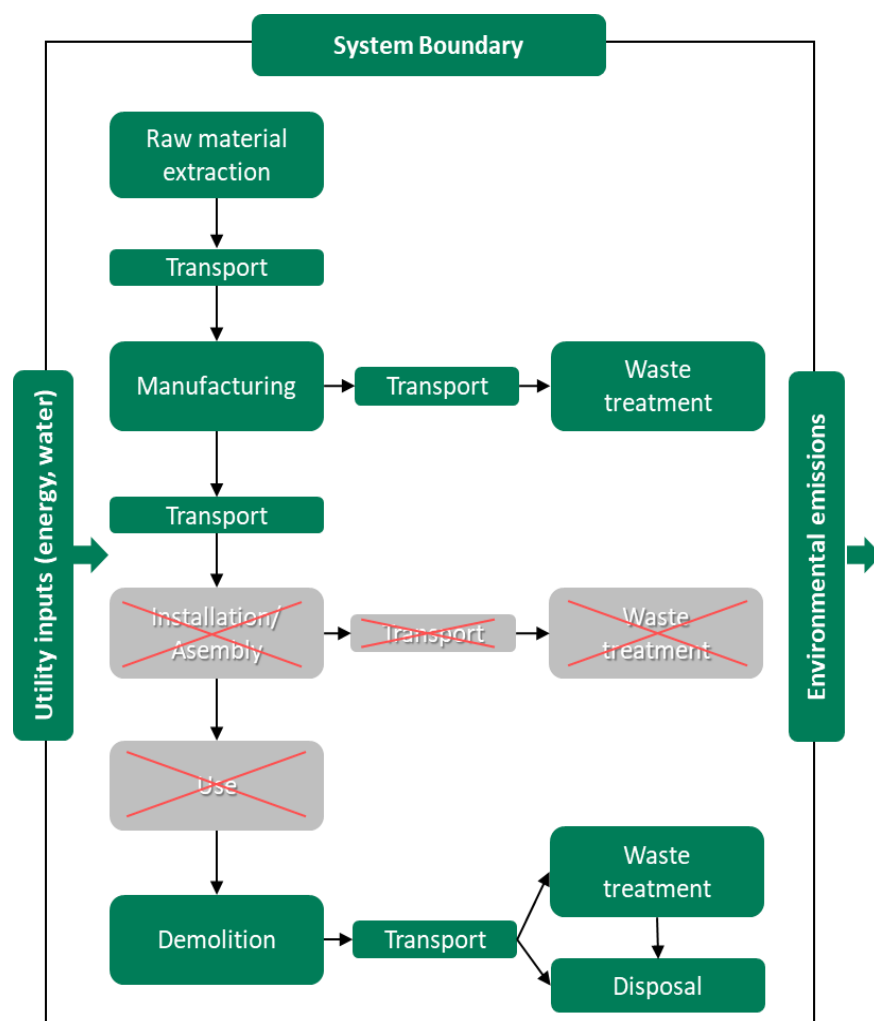 System Boundary
Raw material
extraction
Transport
Manufacturing
Transport
Waste
treatment
Utility inputs (energy, water)
Environmental emissions
Transport
Installation/
Asembly
Transport
Waste
treatment
Use
Demolition
Transport
Waste
treatment
Disposal